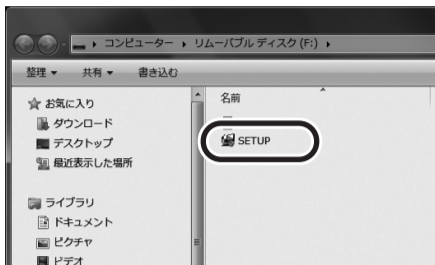 コンピューター ▸ リムーバブル ディスク (F:) ▸
整理 ▼ 共有 ▼ 書き込む
お気に入り
ダウンロード
デスクトップ
最近表示した場所
ライブラリ
ドキュメント
ピクチャ
ビデオ
名前
SETUP